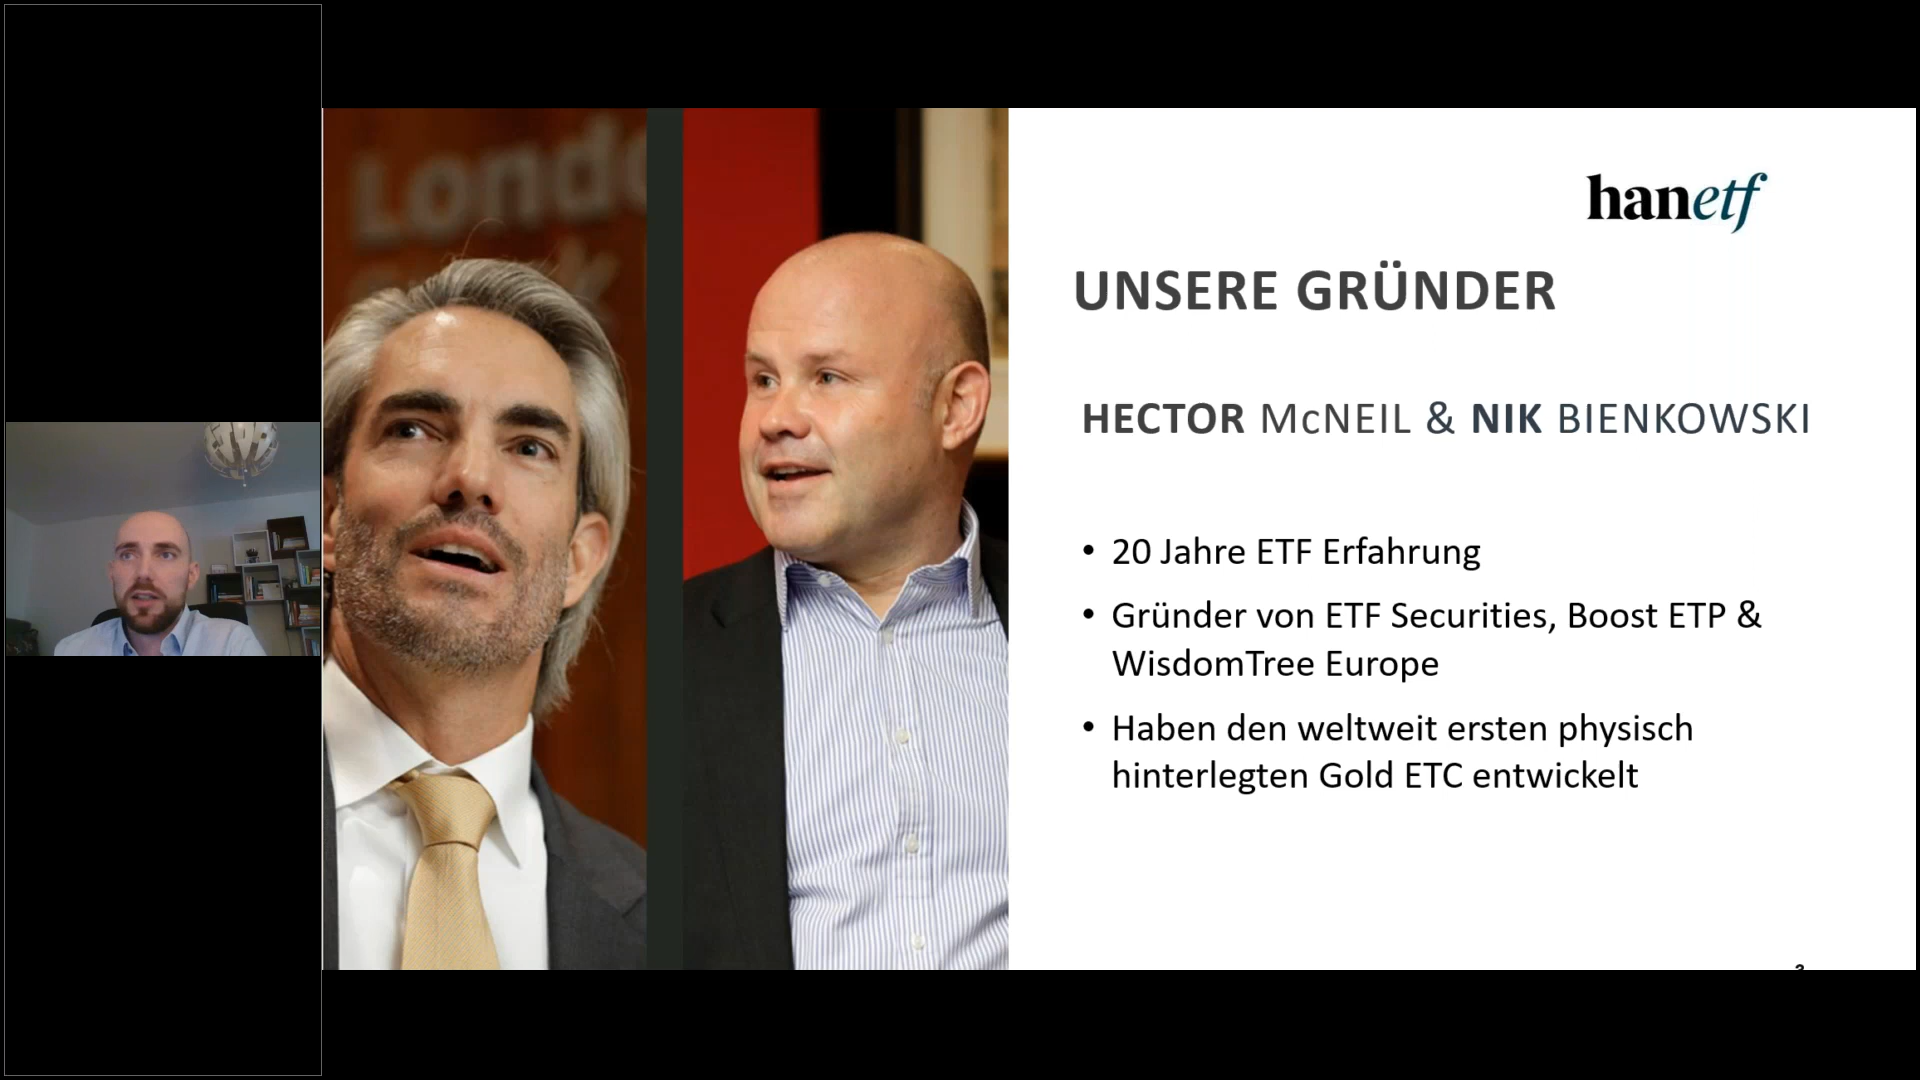 Londo
hanetf
UNSERE GRÜNDER
HECTOR McNEIL & NIK BIENKOWSKI
• 20 Jahre ETF Erfahrung
• Gründer von ETF Securities, Boost ETP &
WisdomTree Europe
• Haben den weltweit ersten physisch
hinterlegten Gold ETC entwickelt